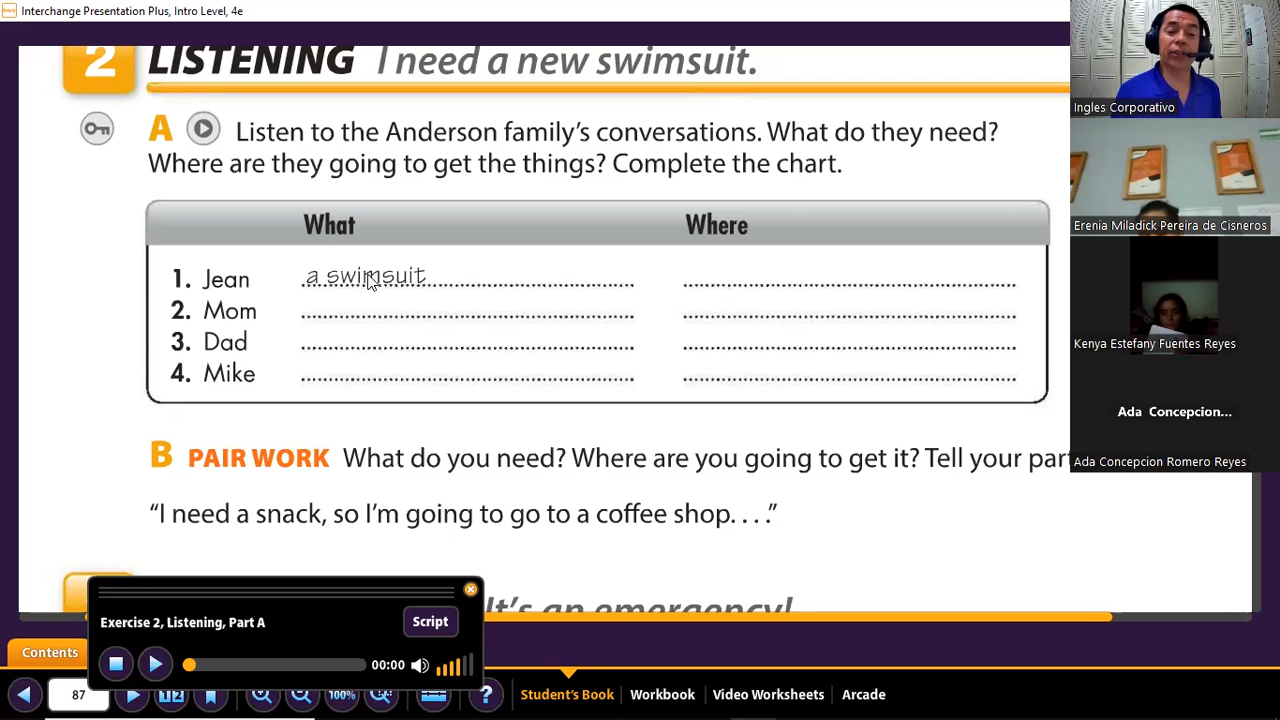 Interchange Presentation Plus, Intro Level, 4e
2 LISTENING I need a new swimsuit.
A Listen to the Anderson family's conversations. What do they need?
Where are they going to get the things? Complete the chart.
What Where
1. Jean a swimsuit
2. Mom
3. Dad
4. Mike
B PAIR WORK What do you need? Where are you going to get it? Tell your part
"I need a snack, so I'm going to go to a coffee shop. . . ."
It's an emergency!
Exercise 2, Listening, Part A
Script
00:00
Contents
87
1 2
100%
?
Student's Book
Workbook
Video Worksheets
Arcade
Ingles Corporativo
Erenia Miladick Pereira de Cisneros
Kenya Estefany Fuentes Reyes
Ada Concepcion...
Ada Concepcion Romero Reyes